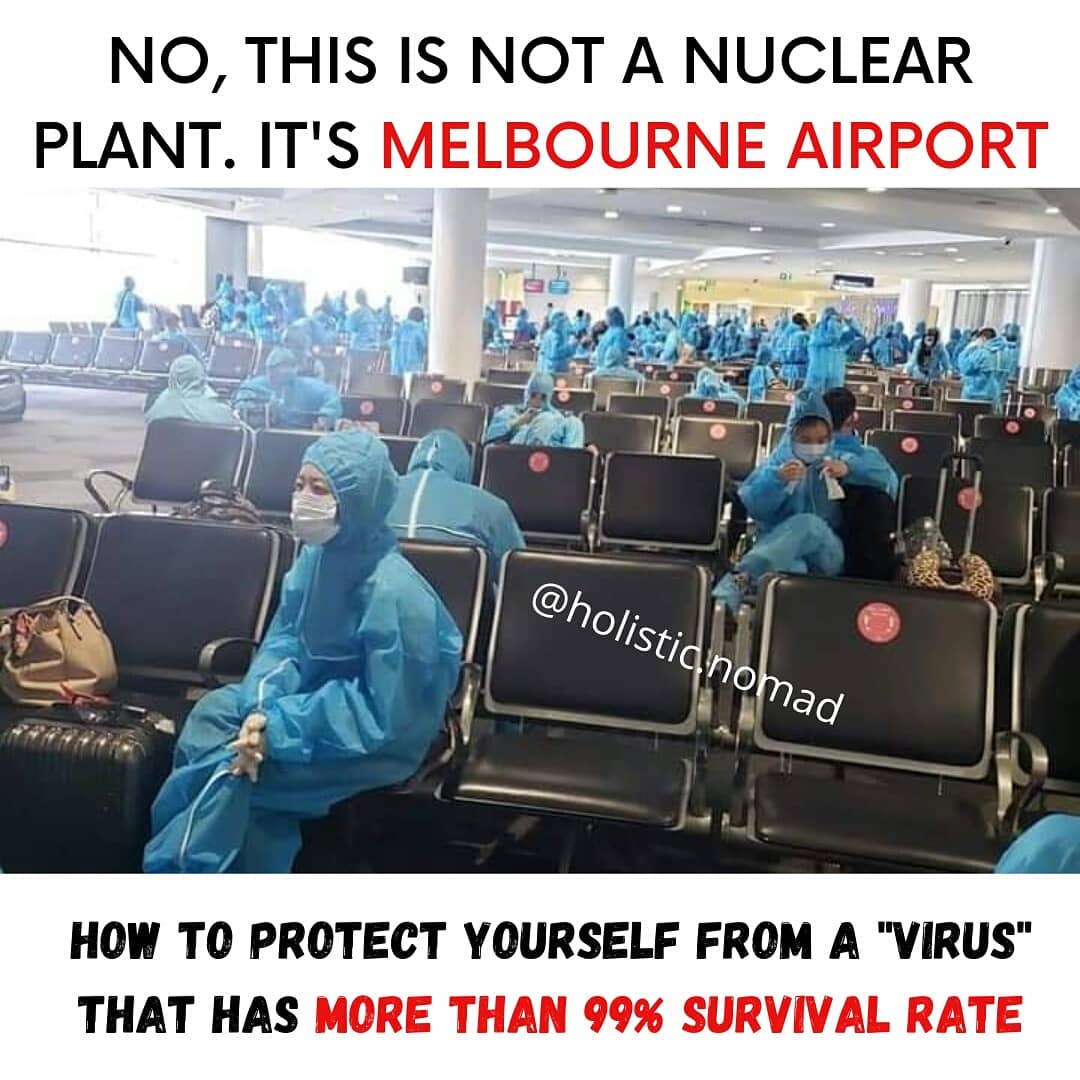 NO, THIS IS NOT A NUCLEAR
PLANT. IT'S MELBOURNE AIRPORT
@holistic.nomad
HOW TO PROTECT YOURSELF FROM A "VIRUS"
THAT HAS MORE THAN 99% SURVIVAL RATE